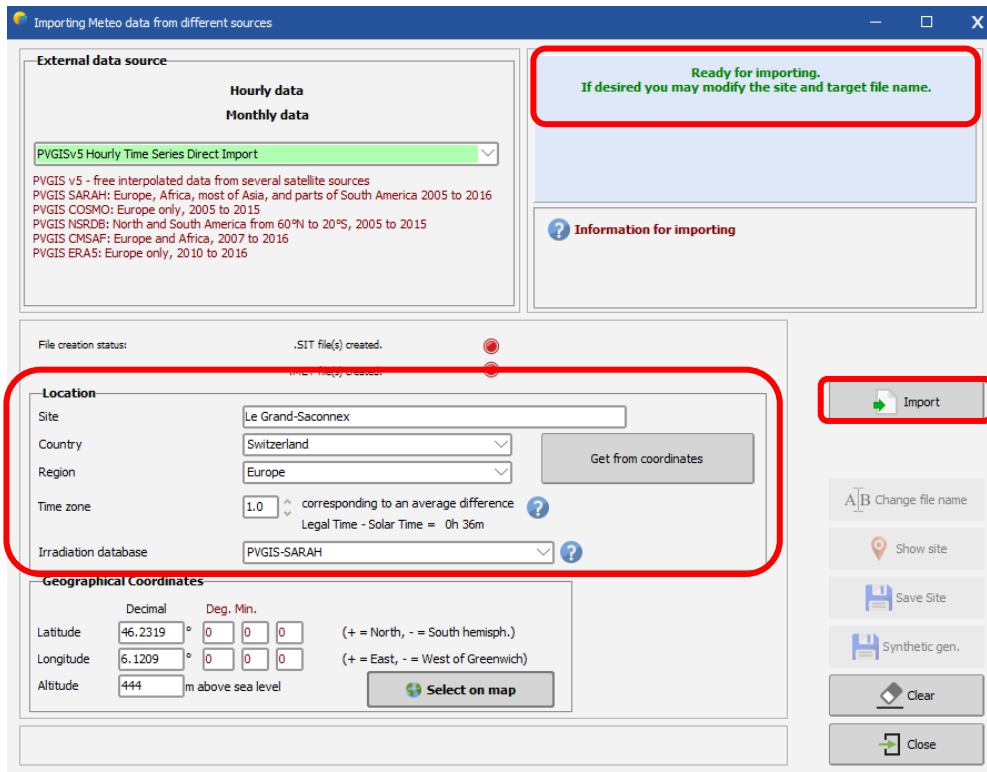 Importing Meteo data from different sources
External data source
Hourly data
Monthly data
PVGISv5 Hourly Time Series Direct Import
PVGIS v5 - free interpolated data from several satellite sources
PVGIS SARAH: Europe, Africa, most of Asia, and parts of South America 2005 to 2016
PVGIS COSMO: Europe only, 2005 to 2015
PVGIS NSRDB: North and South America from 60°N to 20°S, 2005 to 2015
PVGIS CMSAF: Europe and Africa, 2007 to 2016
PVGIS ERA5: Europe only, 2010 to 2016
Ready for importing.
If desired you may modify the site and target file name.
? Information for importing
File creation status: .SIT file(s) created.
.MET file(s) created.
Location
Site Le Grand-Saconnex
Country Switzerland
Region Europe
Get from coordinates
Time zone 1.0 corresponding to an average difference ?
Legal Time - Solar Time = 0h 36m
Irradiation database PVGIS-SARAH ?
Geographical Coordinates
Decimal Deg. Min.
Latitude 46.2319 ° 0 0 0 (+ = North, - = South hemisph.)
Longitude 6.1209 ° 0 0 0 (+ = East, - = West of Greenwich)
Altitude 444 m above sea level Select on map
Import
A B Change file name
Show site
Save Site
Synthetic gen.
Clear
Close